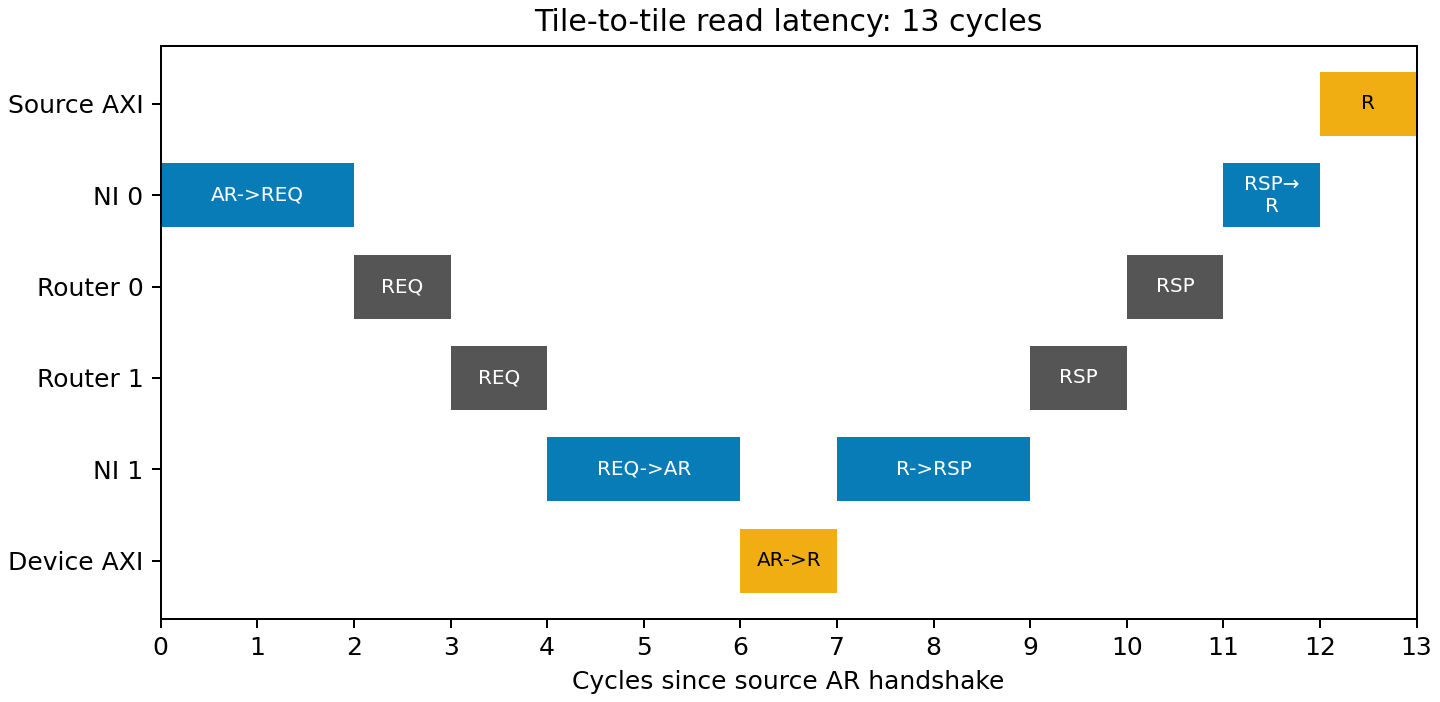 Tile-to-tile read latency: 13 cycles
Source AXI
R
NI 0
AR->REQ
RSP→
R
Router 0
REQ
RSP
Router 1
REQ
RSP
NI 1
REQ->AR
R->RSP
Device AXI
AR->R
0 1 2 3 4 5 6 7 8 9 10 11 12 13
Cycles since source AR handshake